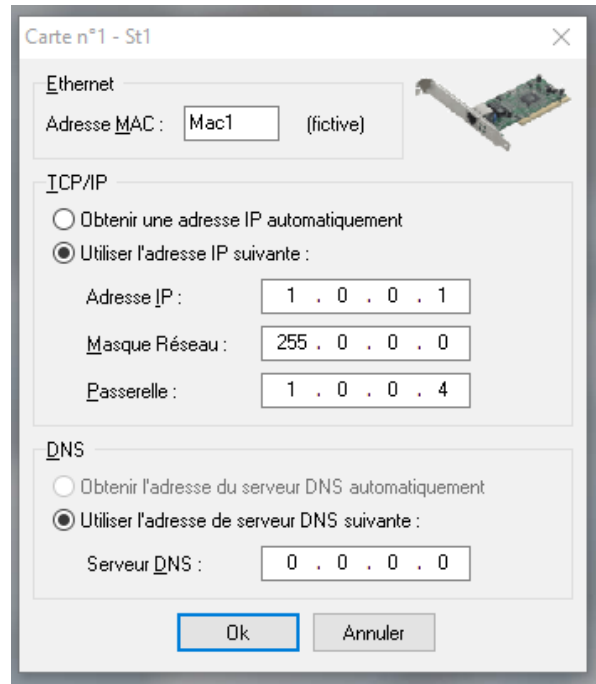 Carte n°1 - St1
Ethernet
Adresse MAC : Mac1 (fictive)
TCP/IP
Obtenir une adresse IP automatiquement
Utiliser l'adresse IP suivante :
Adresse IP : 1 . 0 . 0 . 1
Masque Réseau : 255 . 0 . 0 . 0
Passerelle : 1 . 0 . 0 . 4
DNS
Obtenir l'adresse du serveur DNS automatiquement
Utiliser l'adresse de serveur DNS suivante :
Serveur DNS : 0 . 0 . 0 . 0
Ok Annuler